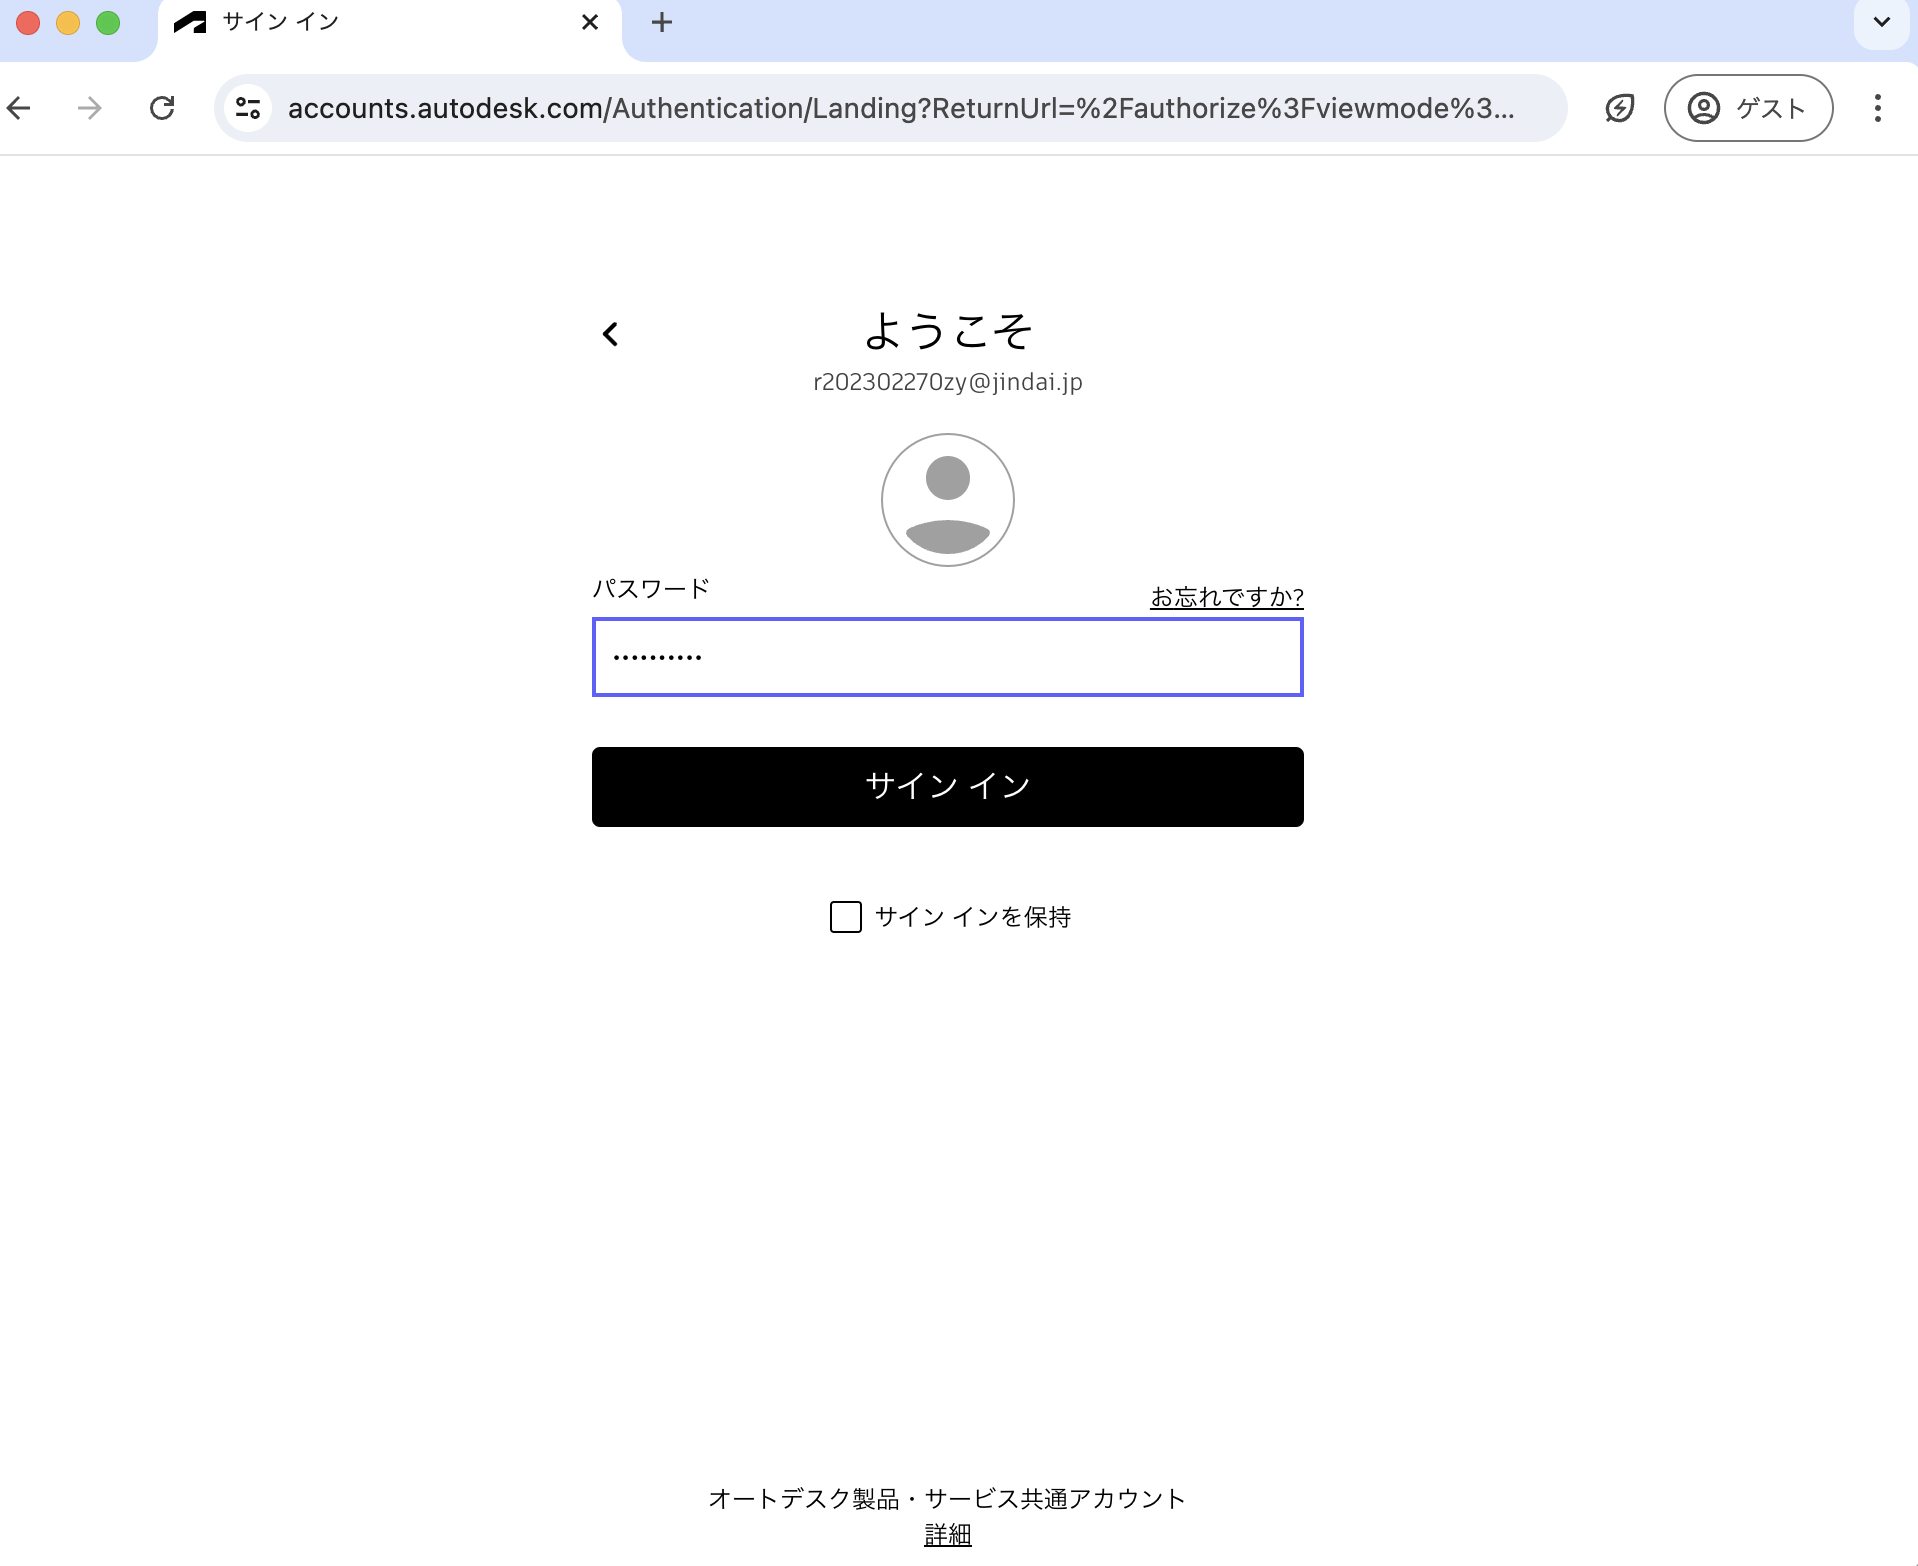 サイン イン
accounts.autodesk.com/Authentication/Landing?ReturnUrl=%2Fauthorize%3Fviewmode%3...
ゲスト
ようこそ
r202302270zy@jindai.jp
パスワード
お忘れですか?
··········
サイン イン
サイン インを保持
オートデスク製品・サービス共通アカウント
詳細